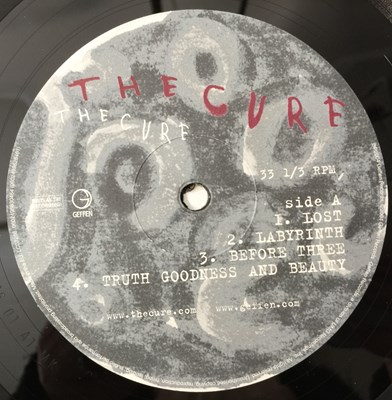 THE CURE
THE CURE
33 1/3 RPM
side A
1. LOST
2. LABYRINTH
3. BEFORE THREE
4. TRUTH GOODNESS AND BEAUTY
GEFFEN
www.thecure.com www.geffen.com